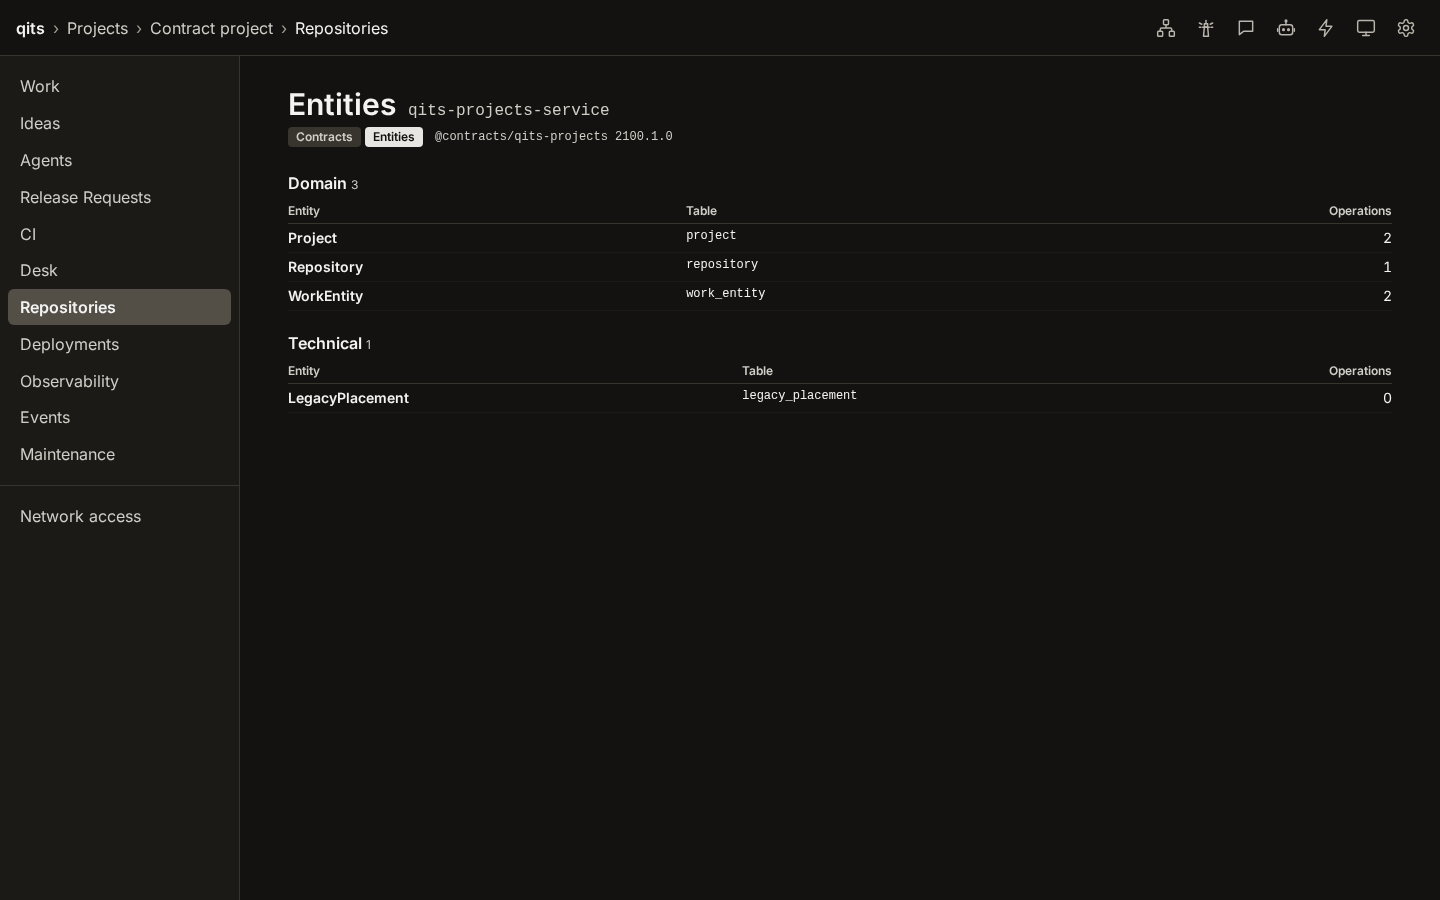 qits › Projects › Contract project › Repositories
Work
Ideas
Agents
Release Requests
CI
Desk
Repositories
Deployments
Observability
Events
Maintenance
Network access
Entities qits-projects-service
Contracts Entities @contracts/qits-projects 2100.1.0
Domain 3
Entity Table Operations
Project project 2
Repository repository 1
WorkEntity work_entity 2
Technical 1
Entity Table Operations
LegacyPlacement legacy_placement 0